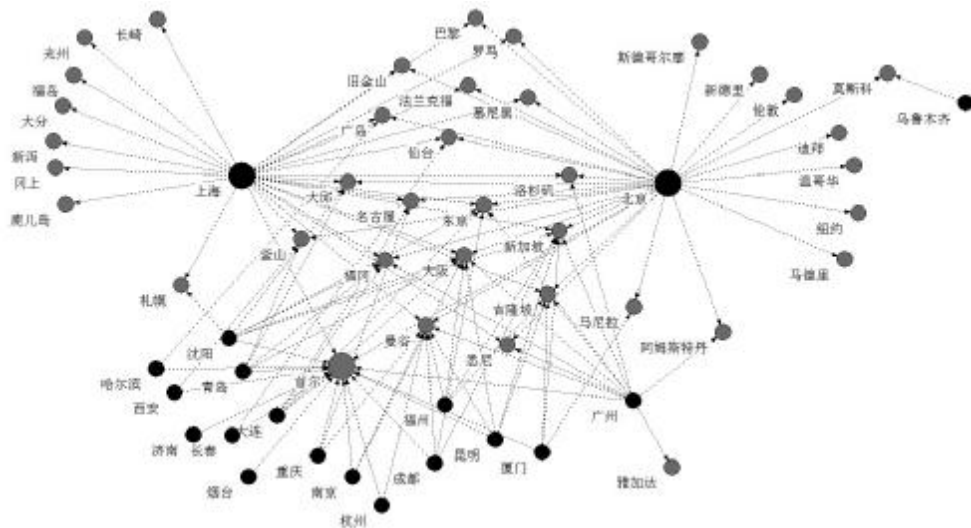 长崎
光州
福岛
大分
新泻
冈上
鹿儿岛
巴黎
罗马
旧金山
法兰克福
慕尼黑
广岛
仙台
斯德哥尔摩
新德里
伦敦
莫斯科
乌鲁木齐
迪拜
温哥华
纽约
马德里
上海
大邱
洛杉矶
北京
名古屋
东京
新加坡
釜山
福冈
大阪
吉隆坡
马尼拉
阿姆斯特丹
札幌
沈阳
曼谷
悉尼
哈尔滨
青岛
首尔
西安
福州
广州
济南
长春
大连
重庆
昆明
厦门
烟台
南京
成都
雅加达
杭州